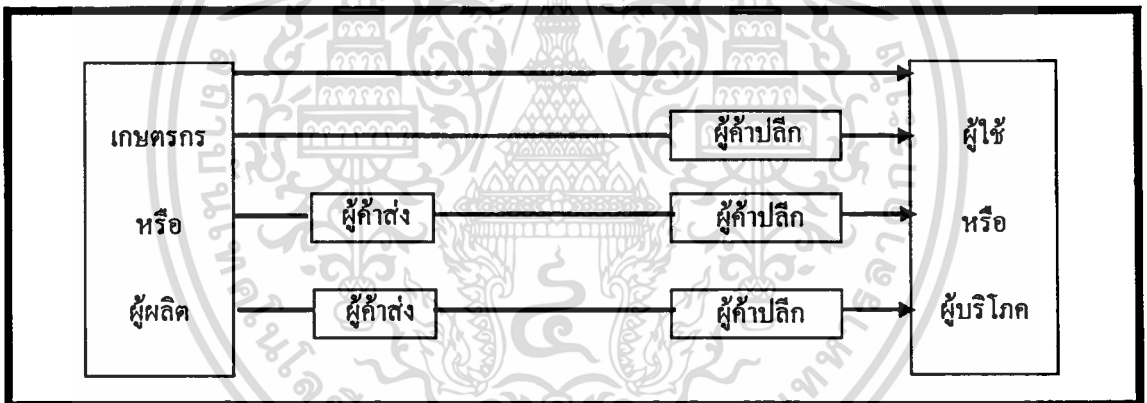 เกษตรกร
หรือ
ผู้ผลิต
ผู้ค้าปลีก
ผู้ค้าส่ง
ผู้ค้าปลีก
ผู้ค้าส่ง
ผู้ค้าปลีก
ผู้ใช้
หรือ
ผู้บริโภค